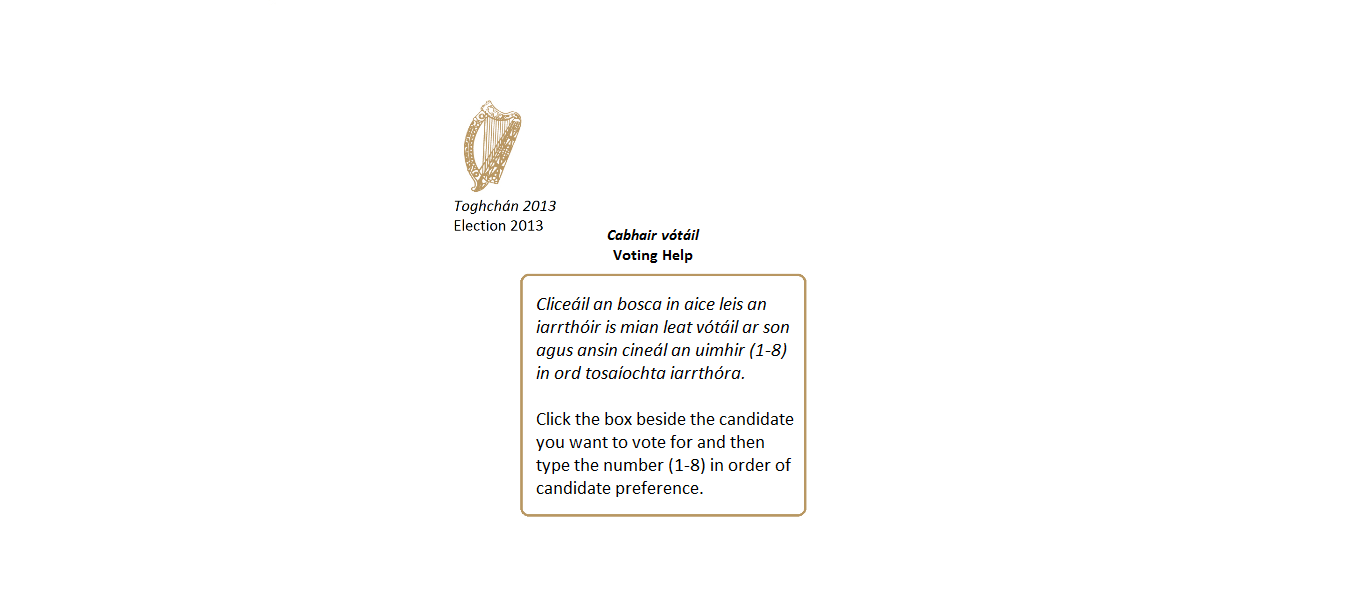 Toghchán 2013
Election 2013
Cabhair vótáil
Voting Help
Cliceáil an bosca in aice leis an
iarrthóir is mian leat vótáil ar son
agus ansin cineál an uimhir (1-8)
in ord tosaíochta iarrthóra.
Click the box beside the candidate
you want to vote for and then
type the number (1-8) in order of
candidate preference.